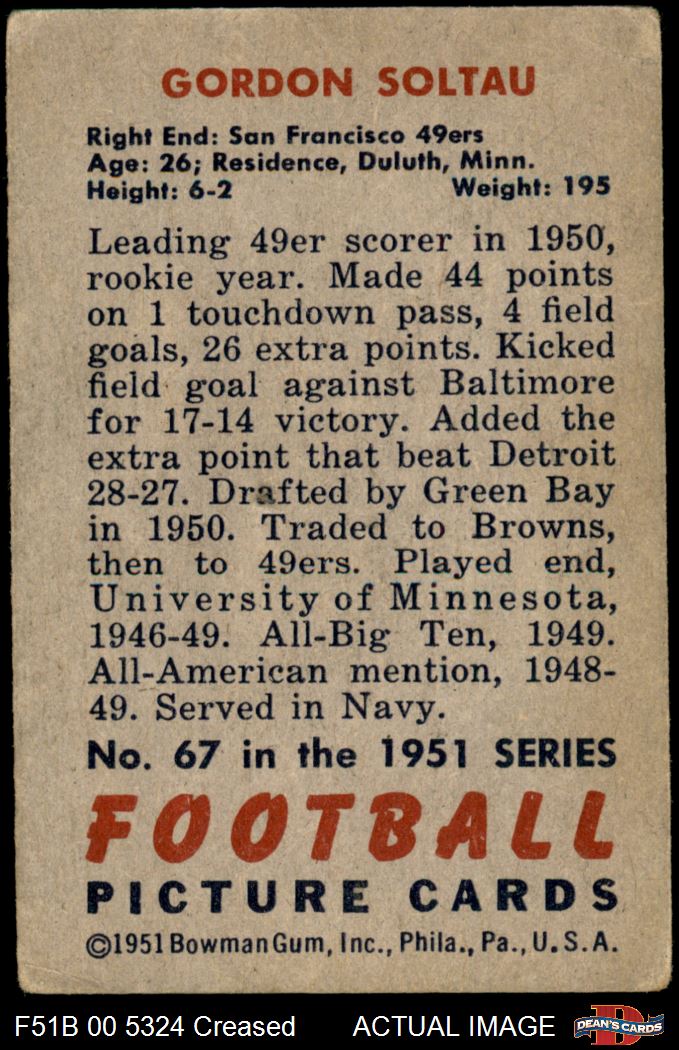 GORDON SOLTAU
Right End: San Francisco 49ers
Age: 26; Residence, Duluth, Minn.
Height: 6-2 Weight: 195
Leading 49er scorer in 1950,
rookie year. Made 44 points
on 1 touchdown pass, 4 field
goals, 26 extra points. Kicked
field goal against Baltimore
for 17-14 victory. Added the
extra point that beat Detroit
28-27. Drafted by Green Bay
in 1950. Traded to Browns,
then to 49ers. Played end,
University of Minnesota,
1946-49. All-Big Ten, 1949.
All-American mention, 1948-
49. Served in Navy.
No. 67 in the 1951 SERIES
FOOTBALL
PICTURE CARDS
©1951 Bowman Gum, Inc., Phila., Pa., U.S.A.
F51B 00 5324 Creased ACTUAL IMAGE
D
DEAN'S CARDS